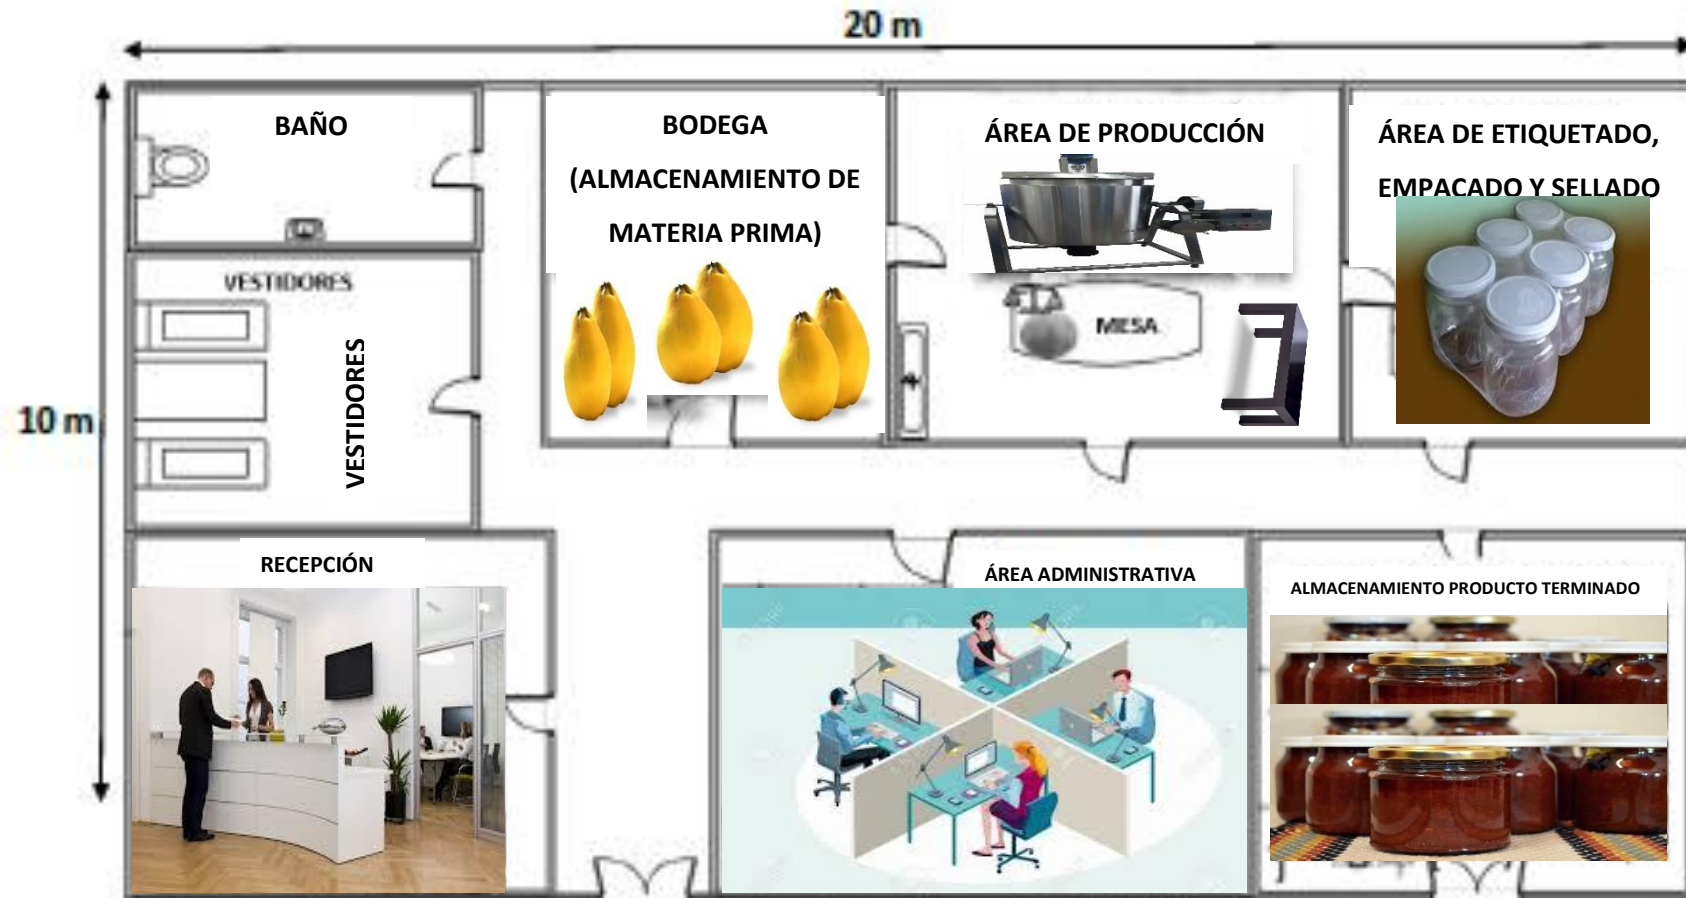 20 m
10 m
BAÑO
BODEGA
(ALMACENAMIENTO DE
MATERIA PRIMA)
ÁREA DE PRODUCCIÓN
ÁREA DE ETIQUETADO,
EMPACADO Y SELLADO
VESTIDORES
VESTIDORES
MESA
RECEPCIÓN
ÁREA ADMINISTRATIVA
ALMACENAMIENTO PRODUCTO TERMINADO